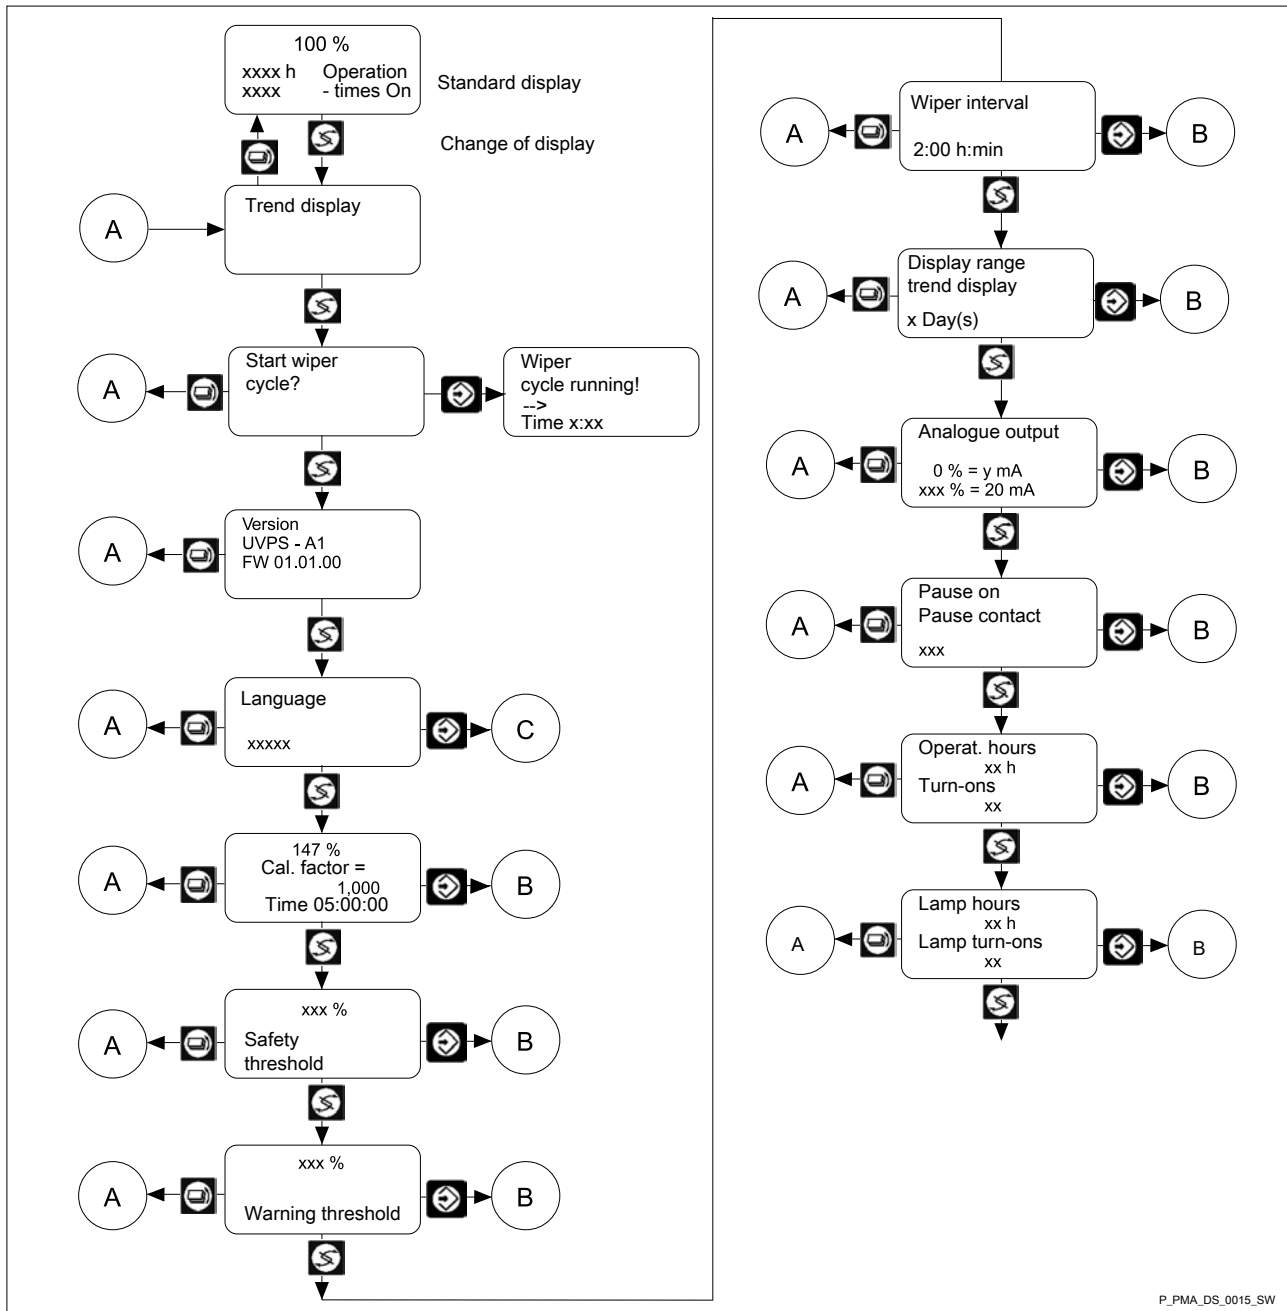 100 %
xxxx h Operation
xxxx - times On
Standard display
Change of display
A
Trend display
A
Start wiper
cycle?
Wiper
cycle running!
-->
Time x:xx
A
Version
UVPS - A1
FW 01.01.00
A
Language
xxxxx
C
A
147 %
Cal. factor =
1,000
Time 05:00:00
B
A
xxx %
Safety
threshold
B
A
xxx %
Warning threshold
B
A
Wiper interval
2:00 h:min
B
A
Display range
trend display
x Day(s)
B
A
Analogue output
0 % = y mA
xxx % = 20 mA
B
A
Pause on
Pause contact
xxx
B
A
Operat. hours
xx h
Turn-ons
xx
B
A
Lamp hours
xx h
Lamp turn-ons
xx
B
P_PMA_DS_0015_SW